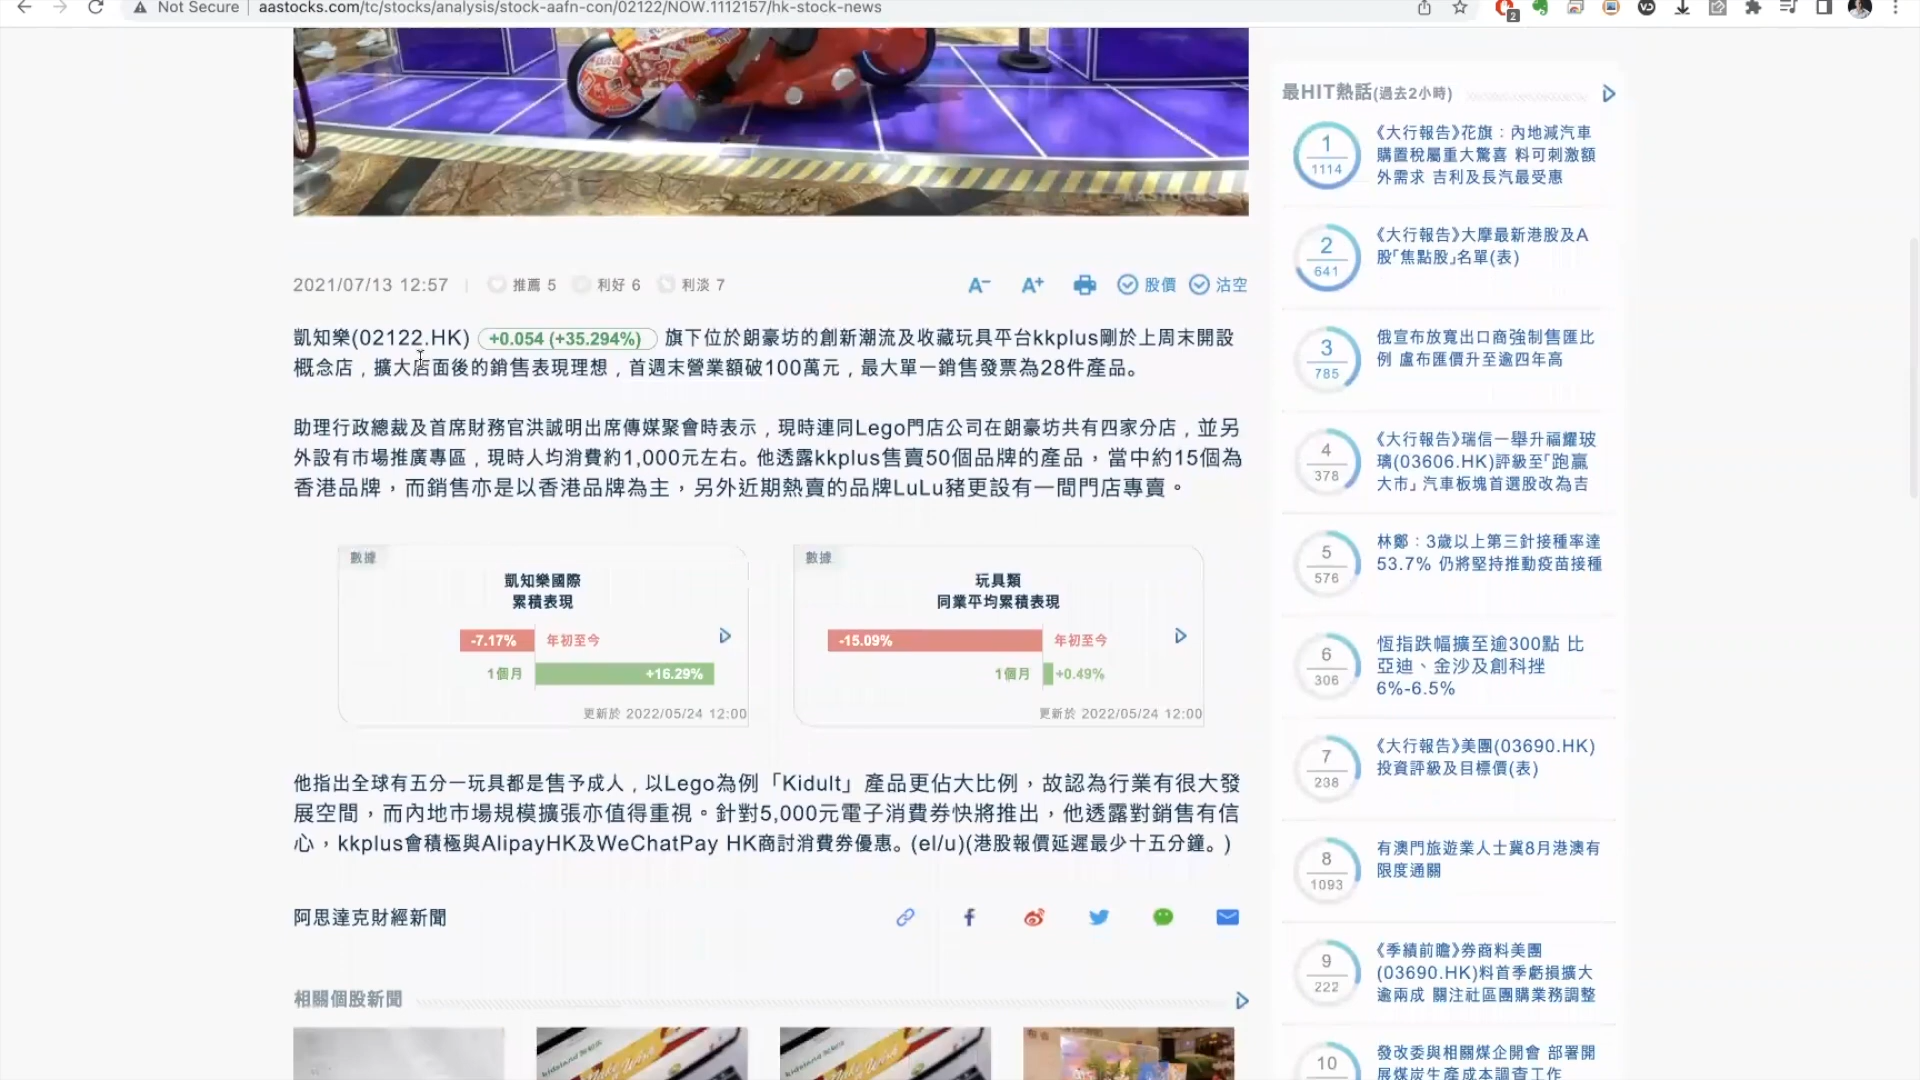 Not Secure
aastocks.com/tc/stocks/analysis/stock-aafn-con/02122/NOW.1112157/hk-stock-news
2
AASTOCKS
2021/07/13 12:57 | 推薦 5 利好 6 利淡 7
A- A+ 股價 沽空
凱知樂(02122.HK) +0.054 (+35.294%) 旗下位於朗豪坊的創新潮流及收藏玩具平台kkplus剛於上周末開設
概念店，擴大店面後的銷售表現理想，首週末營業額破100萬元，最大單一銷售發票為28件產品。
助理行政總裁及首席財務官洪誠明出席傳媒聚會時表示，現時連同Lego門店公司在朗豪坊共有四家分店，並另
外設有市場推廣專區，現時人均消費約1,000元左右。他透露kkplus售賣50個品牌的產品，當中約15個為
香港品牌，而銷售亦是以香港品牌為主，另外近期熱賣的品牌LuLu豬更設有一間門店專賣。
數據
凱知樂國際
累積表現
-7.17% 年初至今
1個月 +16.29%
更新於 2022/05/24 12:00
數據
玩具類
同業平均累積表現
-15.09% 年初至今
1個月 +0.49%
更新於 2022/05/24 12:00
他指出全球有五分一玩具都是售予成人，以Lego為例「Kidult」產品更佔大比例，故認為行業有很大發
展空間，而內地市場規模擴張亦值得重視。針對5,000元電子消費券快將推出，他透露對銷售有信
心，kkplus會積極與AlipayHK及WeChatPay HK商討消費券優惠。(el/u)(港股報價延遲最少十五分鐘。)
阿思達克財經新聞
相關個股新聞
最HIT熱話(過去2小時)
1
1114
《大行報告》花旗：內地減汽車
購置稅屬重大驚喜 料可刺激額
外需求 吉利及長汽最受惠
2
641
《大行報告》大摩最新港股及A
股「焦點股」名單(表)
3
785
俄宣布放寬出口商強制售匯比
例 盧布匯價升至逾四年高
4
378
《大行報告》瑞信一舉升福耀玻
璃(03606.HK)評級至「跑贏
大市」 汽車板塊首選股改為吉
5
576
林鄭：3歲以上第三針接種率達
53.7% 仍將堅持推動疫苗接種
6
306
恆指跌幅擴至逾300點 比
亞迪、金沙及創科挫
6%-6.5%
7
238
《大行報告》美團(03690.HK)
投資評級及目標價(表)
8
1093
有澳門旅遊業人士冀8月港澳有
限度通關
9
222
《季績前瞻》券商料美團
(03690.HK)料首季虧損擴大
逾兩成 關注社區團購業務調整
10
發改委與相關煤企開會 部署開
展煤炭生產成本調查工作